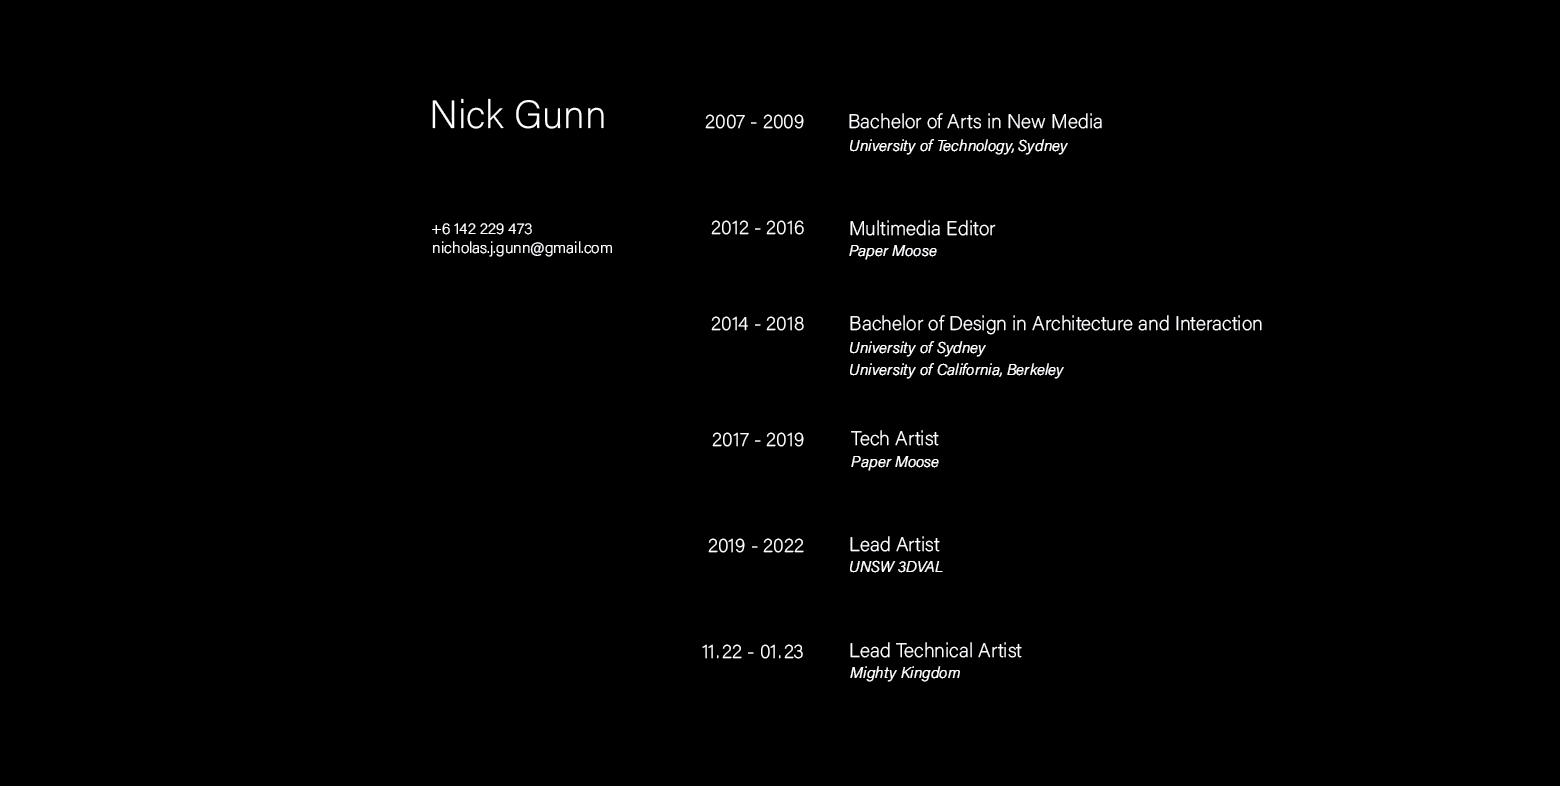 Nick Gunn
+6 142 229 473
nicholas.j.gunn@gmail.com
2007 - 2009 Bachelor of Arts in New Media
University of Technology, Sydney
2012 - 2016 Multimedia Editor
Paper Moose
2014 - 2018 Bachelor of Design in Architecture and Interaction
University of Sydney
University of California, Berkeley
2017 - 2019 Tech Artist
Paper Moose
2019 - 2022 Lead Artist
UNSW 3DVAL
11.22 - 01.23 Lead Technical Artist
Mighty Kingdom